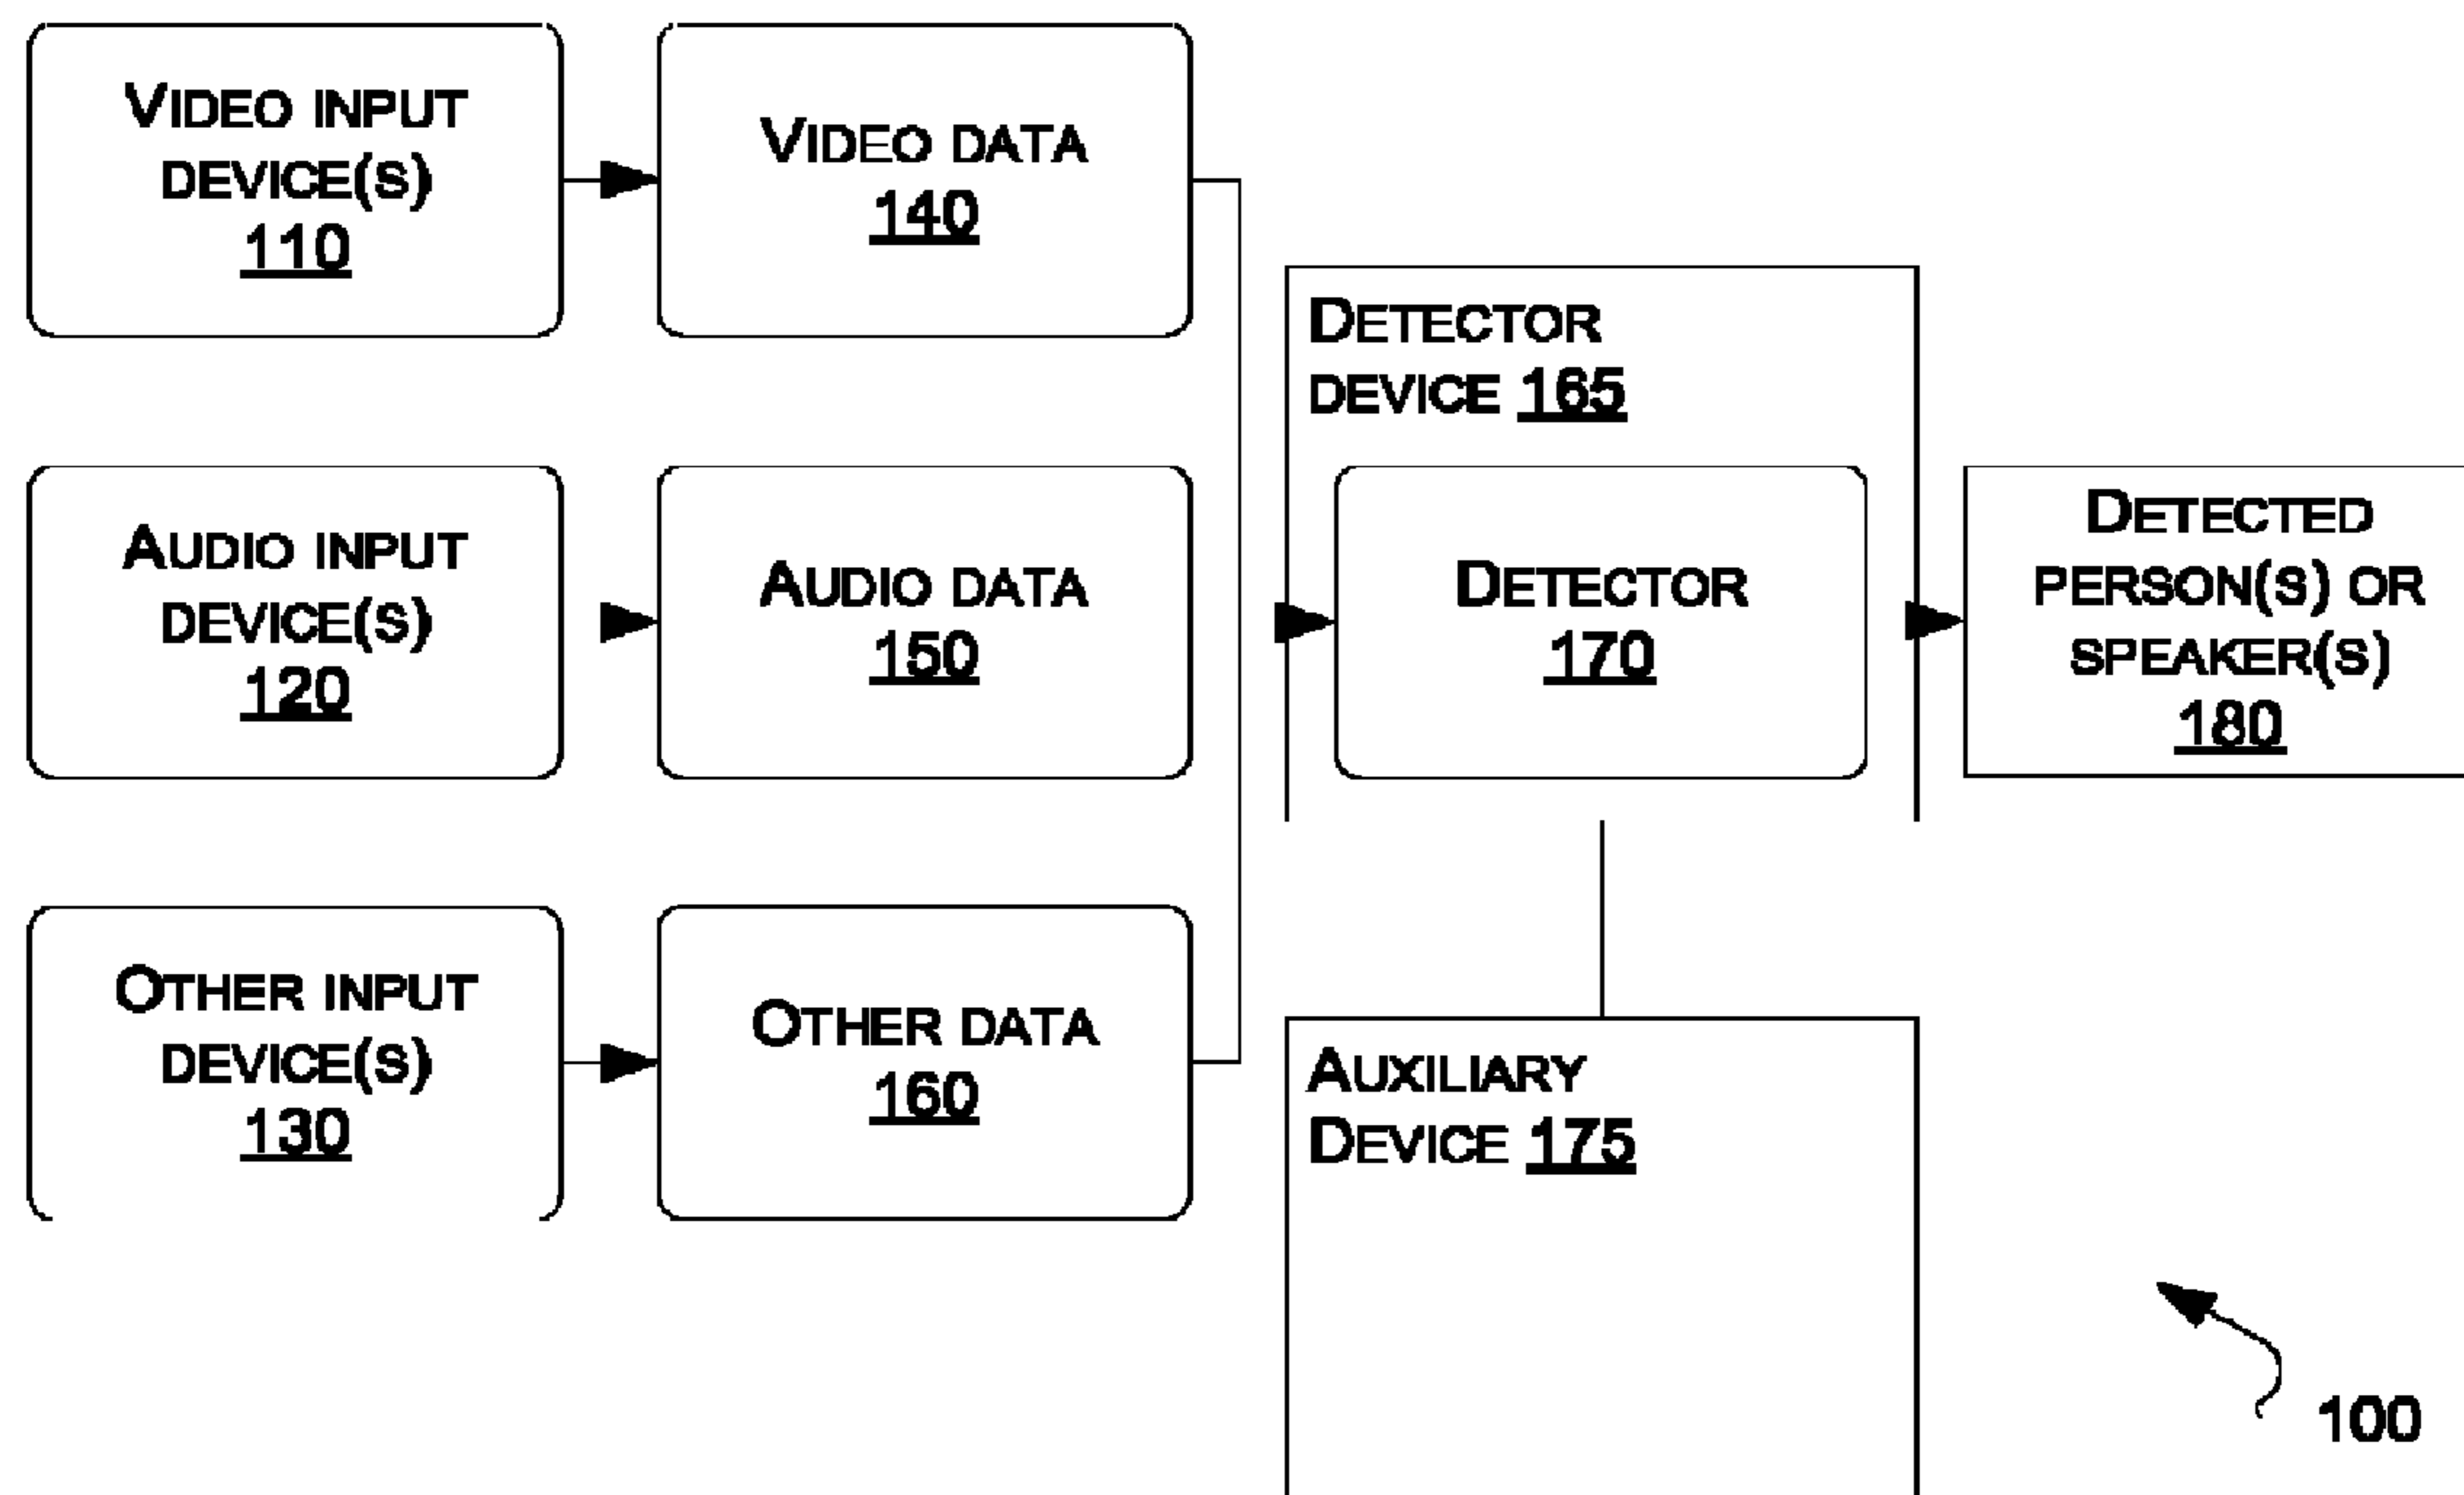 VIDEO INPUT
DEVICE(S)
110
VIDEO DATA
140
DETECTOR
DEVICE 165
AUDIO INPUT
DEVICE(S)
120
AUDIO DATA
150
DETECTOR
170
DETECTED
PERSON(S) OR
SPEAKER(S)
180
OTHER INPUT
DEVICE(S)
130
OTHER DATA
160
AUXILIARY
DEVICE 175
100